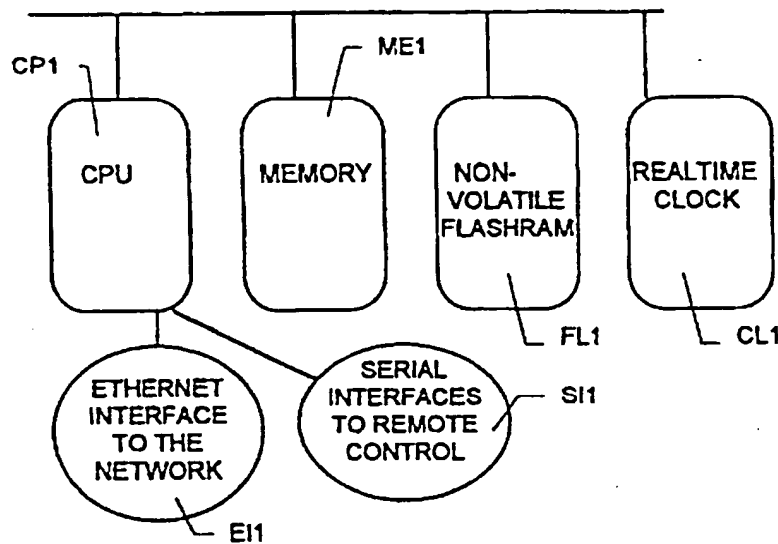 CP1
ME1
CPU
MEMORY
NON-
VOLATILE
FLASHRAM
REALTIME
CLOCK
FL1
CL1
ETHERNET
INTERFACE
TO THE
NETWORK
EI1
SERIAL
INTERFACES
TO REMOTE
CONTROL
SI1